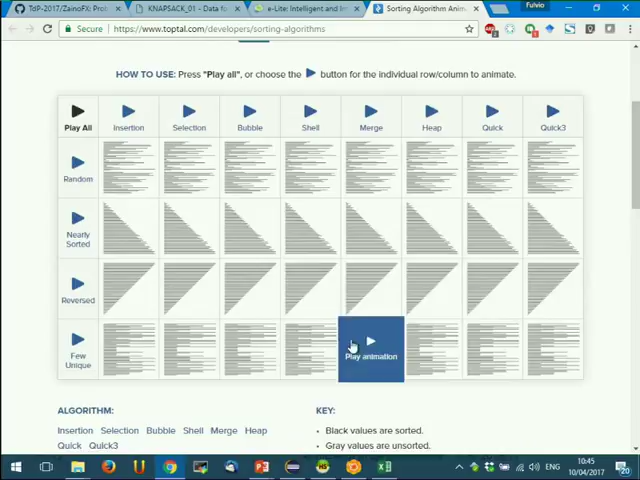 TdP-2017/ZainoFX: Prob
KNAPSACK_01 - Data fo
e-Lite: Intelligent and In
Sorting Algorithm Anim
Fulvio
Secure
https://www.toptal.com/developers/sorting-algorithms
HOW TO USE: Press "Play all", or choose the button for the individual row/column to animate.
Play All Insertion Selection Bubble Shell Merge Heap Quick Quick3
Random
Nearly
Sorted
Reversed
Few
Unique
Play animation
ALGORITHM:
Insertion Selection Bubble Shell Merge Heap
Quick Quick3
KEY:
• Black values are sorted.
• Gray values are unsorted.
ENG
10:45
10/04/2017
20